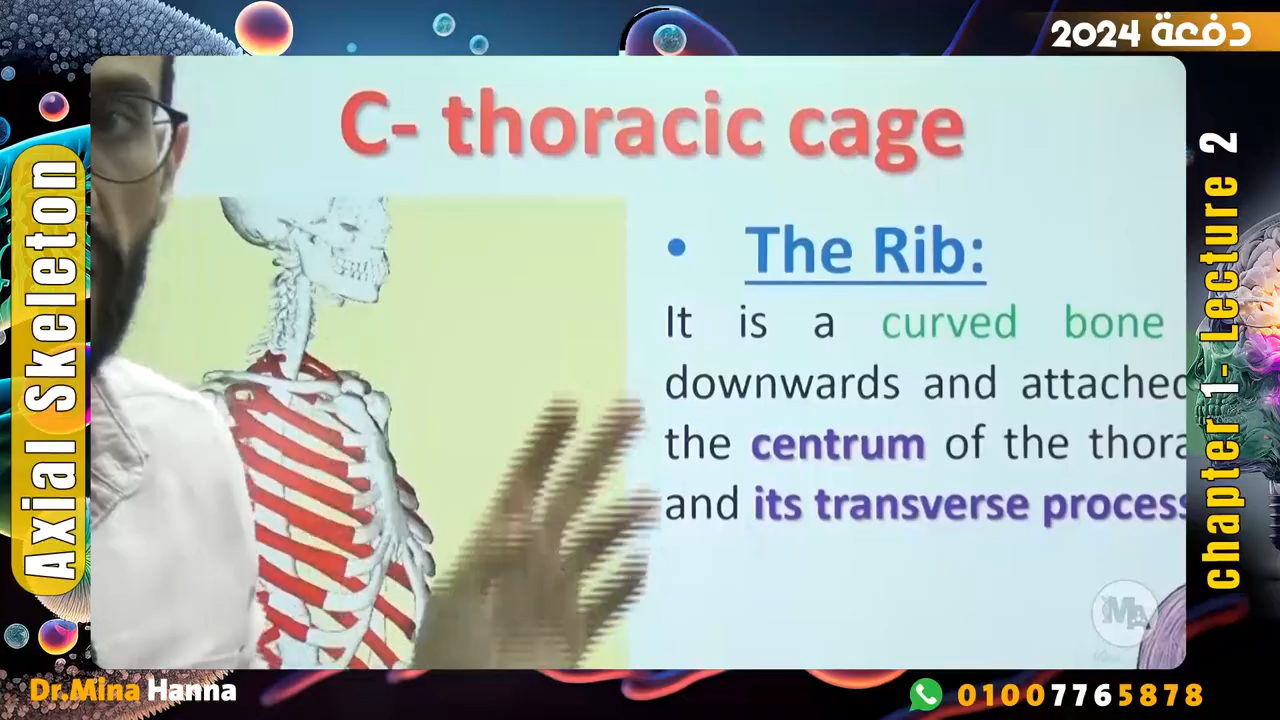 دفعة 2024
C- thoracic cage
• The Rib:
It is a curved bone
downwards and attached
the centrum of the
and its transverse process
Axial Skeleton
chapter 1- Lecture 2
Dr.Mina Hanna
01007765878